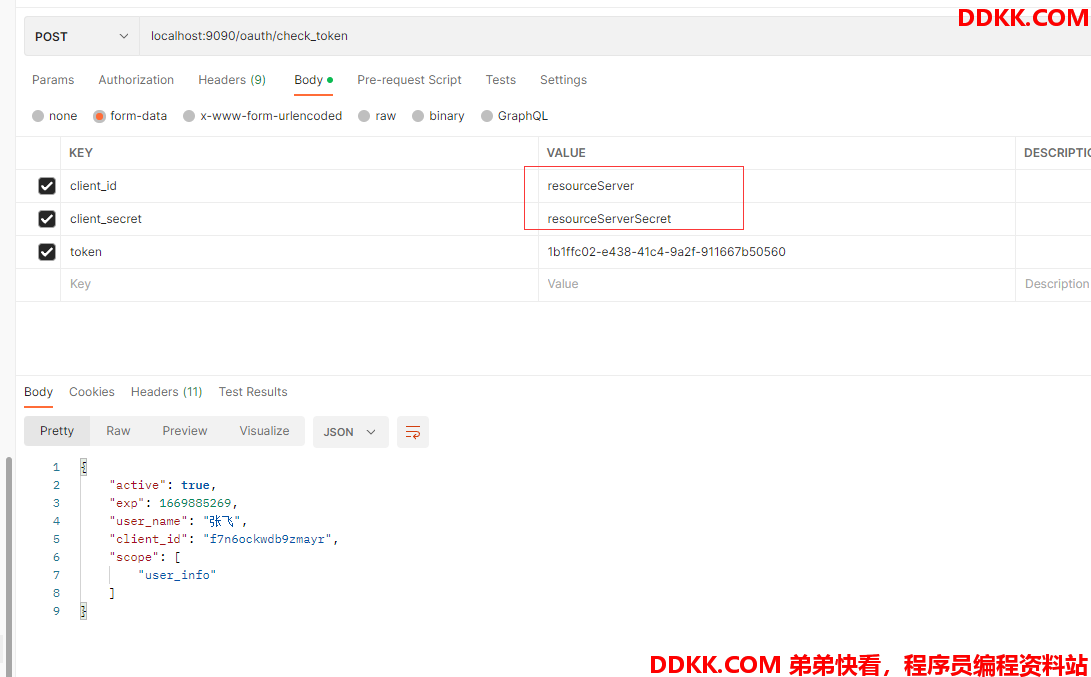 DDKK.COM
POST localhost:9090/oauth/check_token
Params Authorization Headers (9) Body Pre-request Script Tests Settings
none form-data x-www-form-urlencoded raw binary GraphQL
KEY VALUE DESCRIPTIO
client_id resourceServer
client_secret resourceServerSecret
token 1b1ffc02-e438-41c4-9a2f-911667b50560
Key Value Description
Body Cookies Headers (11) Test Results
Pretty Raw Preview Visualize JSON
1 {
2 "active": true,
3 "exp": 1669885269,
4 "user_name": "张飞",
5 "client_id": "f7n6ockwdb9zmayr",
6 "scope": [
7 "user_info"
8 ]
9 }
DDKK.COM 弟弟快看，程序员编程资料站